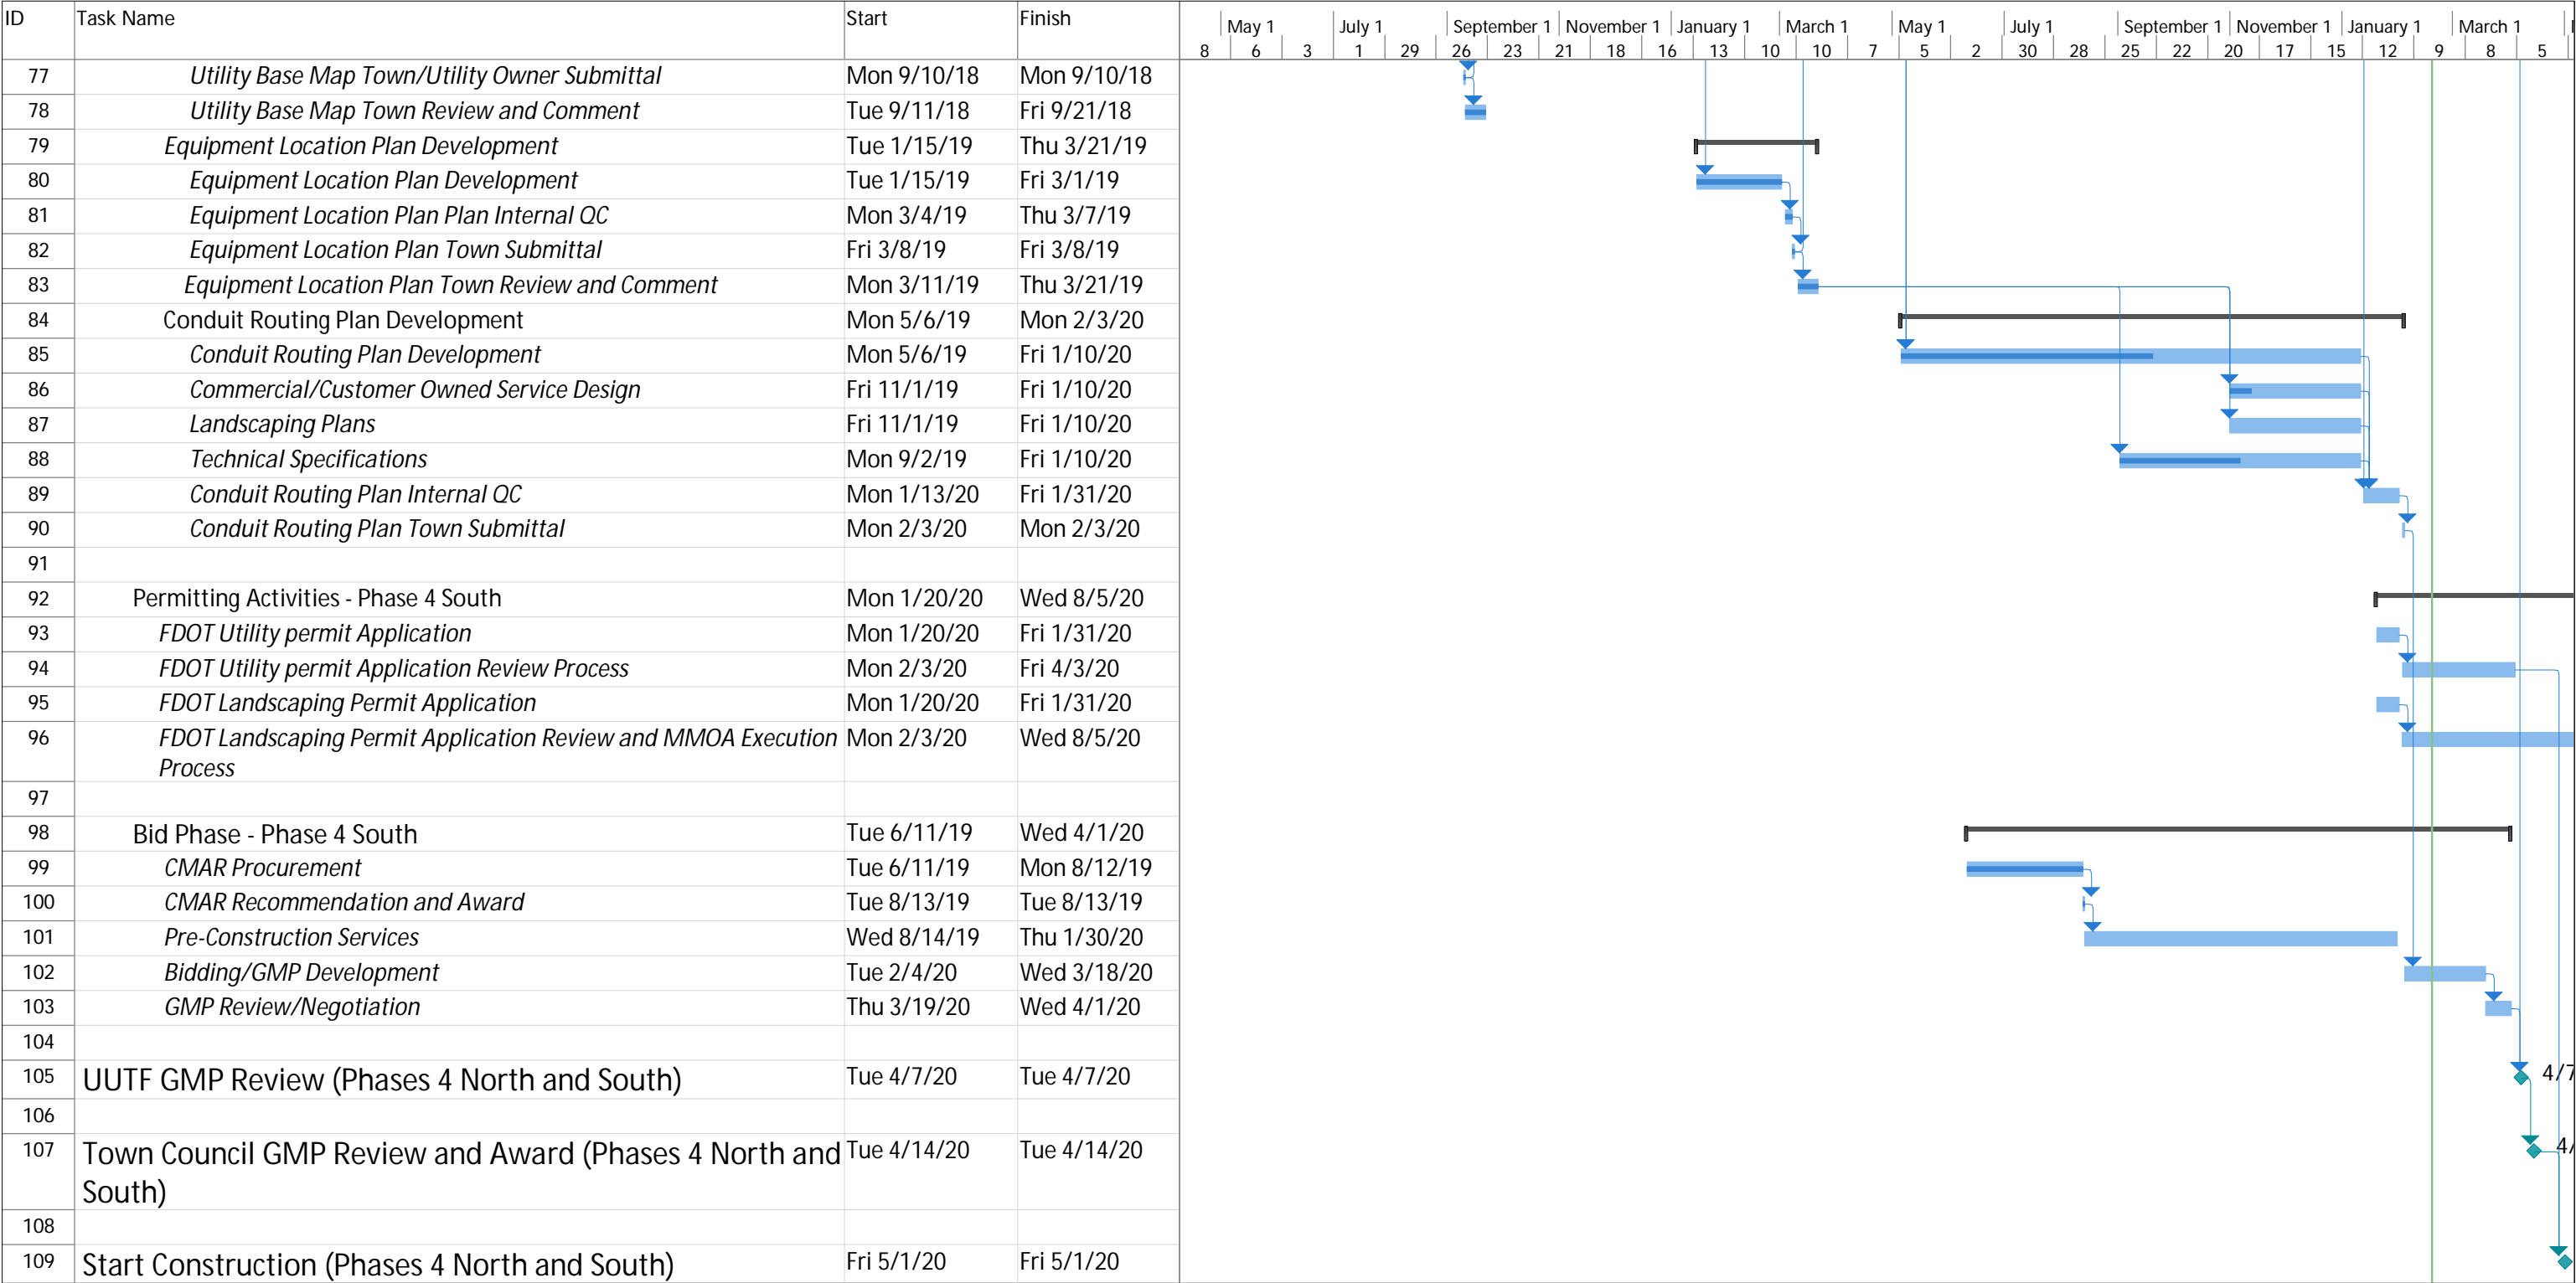 ID Task Name Start Finish May 1 July 1 September 1 November 1 January 1 March 1 May 1 July 1 September 1 November 1 January 1 March 1
8 6 3 1 29 26 23 21 18 16 13 10 10 7 5 2 30 28 25 22 20 17 15 12 9 8 5
77 Utility Base Map Town/Utility Owner Submittal Mon 9/10/18 Mon 9/10/18
78 Utility Base Map Town Review and Comment Tue 9/11/18 Fri 9/21/18
79 Equipment Location Plan Development Tue 1/15/19 Thu 3/21/19
80 Equipment Location Plan Development Tue 1/15/19 Fri 3/1/19
81 Equipment Location Plan Plan Internal QC Mon 3/4/19 Thu 3/7/19
82 Equipment Location Plan Town Submittal Fri 3/8/19 Fri 3/8/19
83 Equipment Location Plan Town Review and Comment Mon 3/11/19 Thu 3/21/19
84 Conduit Routing Plan Development Mon 5/6/19 Mon 2/3/20
85 Conduit Routing Plan Development Mon 5/6/19 Fri 1/10/20
86 Commercial/Customer Owned Service Design Fri 11/1/19 Fri 1/10/20
87 Landscaping Plans Fri 11/1/19 Fri 1/10/20
88 Technical Specifications Mon 9/2/19 Fri 1/10/20
89 Conduit Routing Plan Internal QC Mon 1/13/20 Fri 1/31/20
90 Conduit Routing Plan Town Submittal Mon 2/3/20 Mon 2/3/20
91
92 Permitting Activities - Phase 4 South Mon 1/20/20 Wed 8/5/20
93 FDOT Utility permit Application Mon 1/20/20 Fri 1/31/20
94 FDOT Utility permit Application Review Process Mon 2/3/20 Fri 4/3/20
95 FDOT Landscaping Permit Application Mon 1/20/20 Fri 1/31/20
96 FDOT Landscaping Permit Application Review and MMOA Execution Mon 2/3/20 Wed 8/5/20
Process
97
98 Bid Phase - Phase 4 South Tue 6/11/19 Wed 4/1/20
99 CMAR Procurement Tue 6/11/19 Mon 8/12/19
100 CMAR Recommendation and Award Tue 8/13/19 Tue 8/13/19
101 Pre-Construction Services Wed 8/14/19 Thu 1/30/20
102 Bidding/GMP Development Tue 2/4/20 Wed 3/18/20
103 GMP Review/Negotiation Thu 3/19/20 Wed 4/1/20
104
105 UUTF GMP Review (Phases 4 North and South) Tue 4/7/20 Tue 4/7/20 4/7
106
107 Town Council GMP Review and Award (Phases 4 North and Tue 4/14/20 Tue 4/14/20 4/
South)
108
109 Start Construction (Phases 4 North and South) Fri 5/1/20 Fri 5/1/20